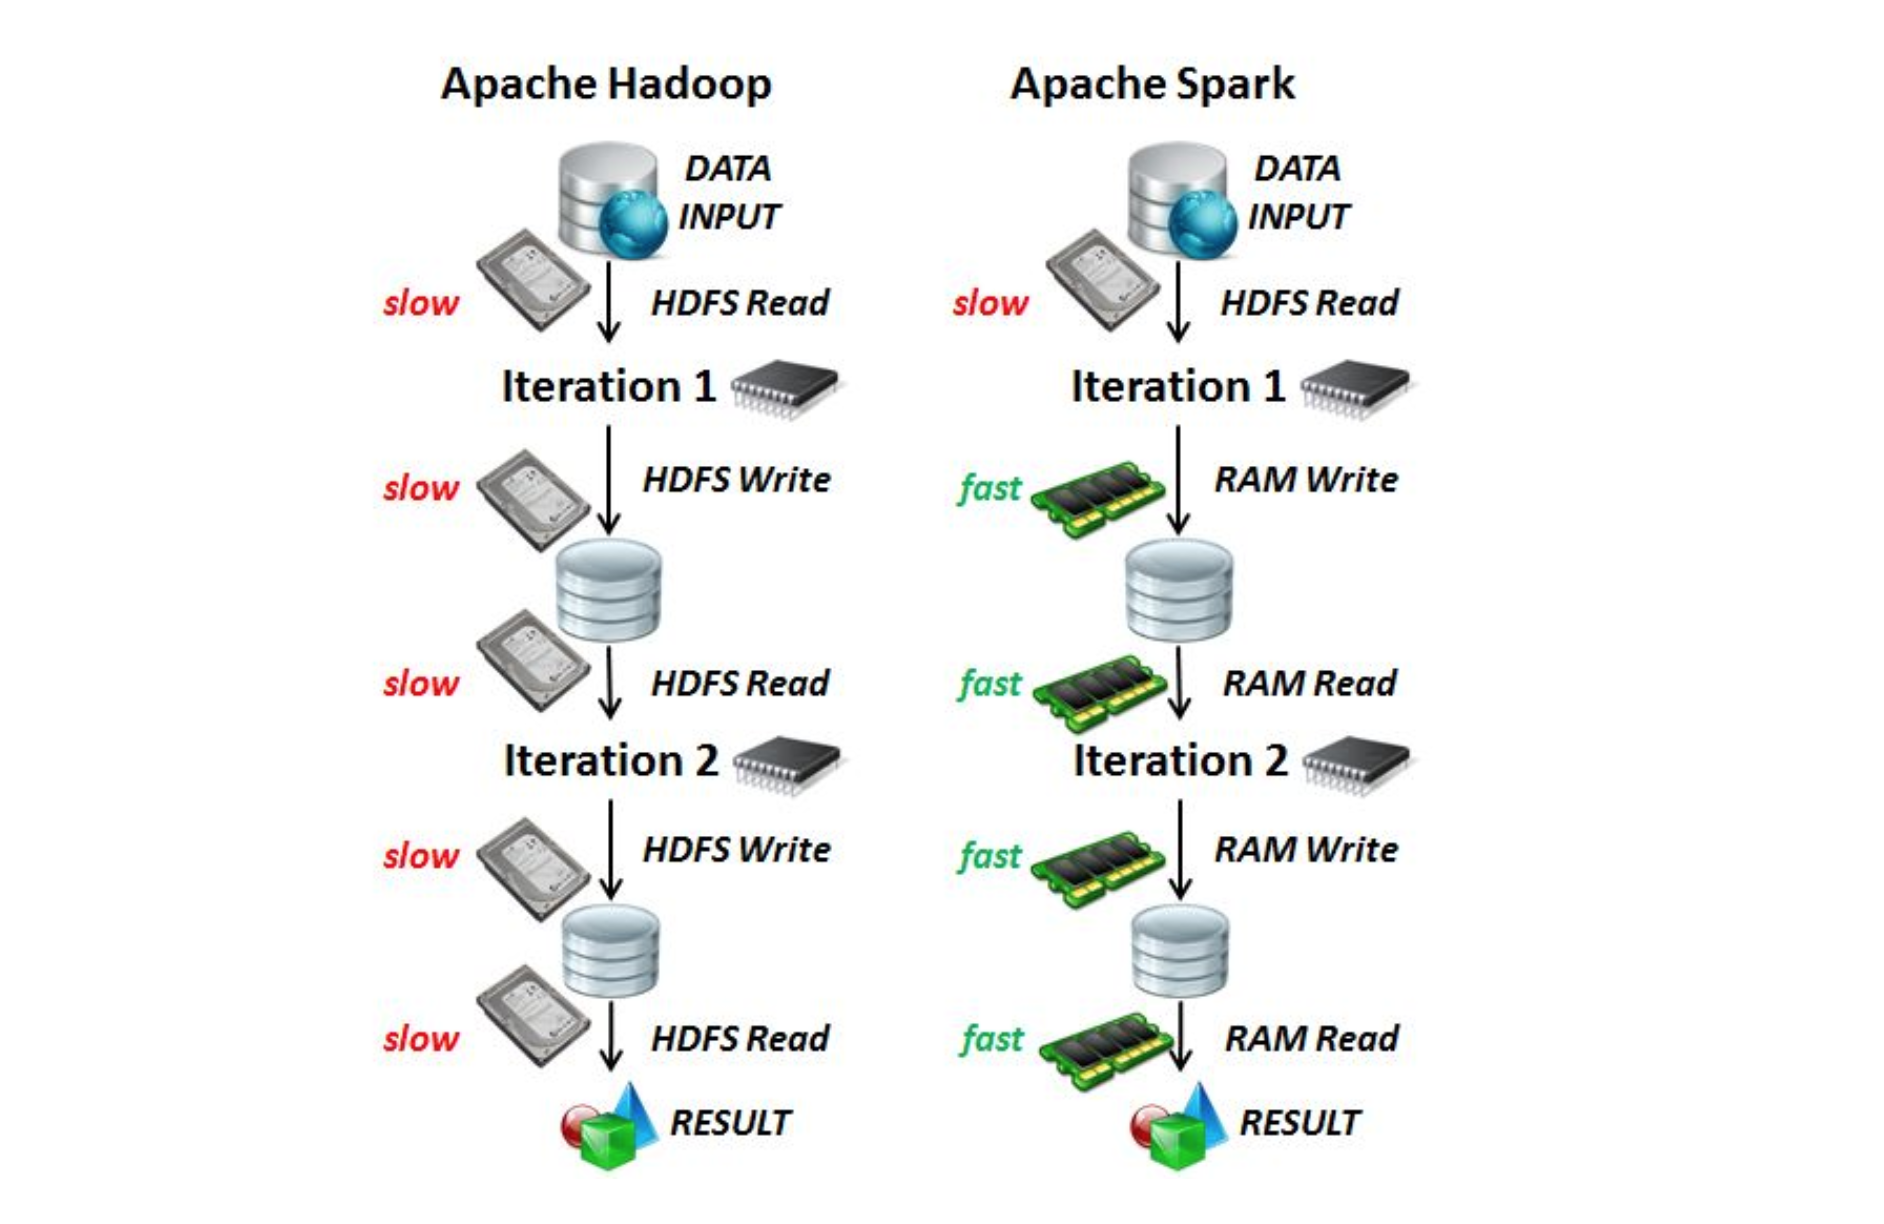 Apache Hadoop
DATA
INPUT
slow
HDFS Read
Iteration 1
slow
HDFS Write
slow
HDFS Read
Iteration 2
slow
HDFS Write
slow
HDFS Read
RESULT
Apache Spark
DATA
INPUT
slow
HDFS Read
Iteration 1
fast
RAM Write
fast
RAM Read
Iteration 2
fast
RAM Write
fast
RAM Read
RESULT